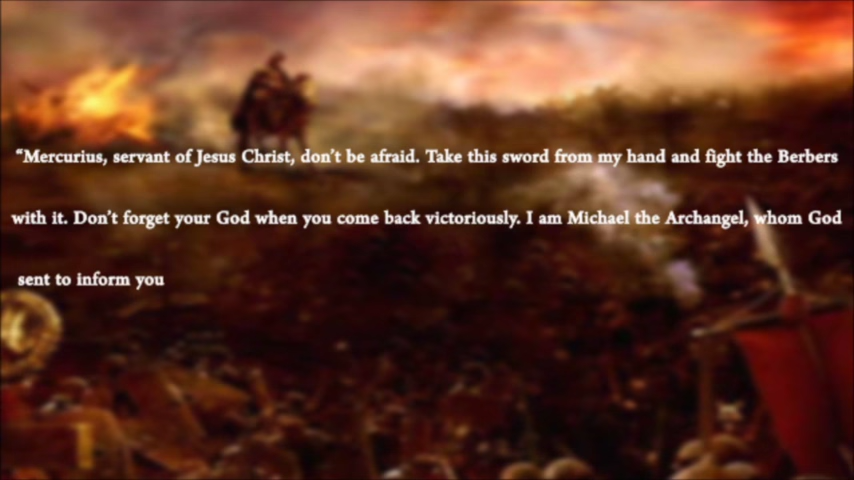 “Mercurius, servant of Jesus Christ, don’t be afraid. Take this sword from my hand and fight the Berbers
with it. Don’t forget your God when you come back victoriously. I am Michael the Archangel, whom God
sent to inform you